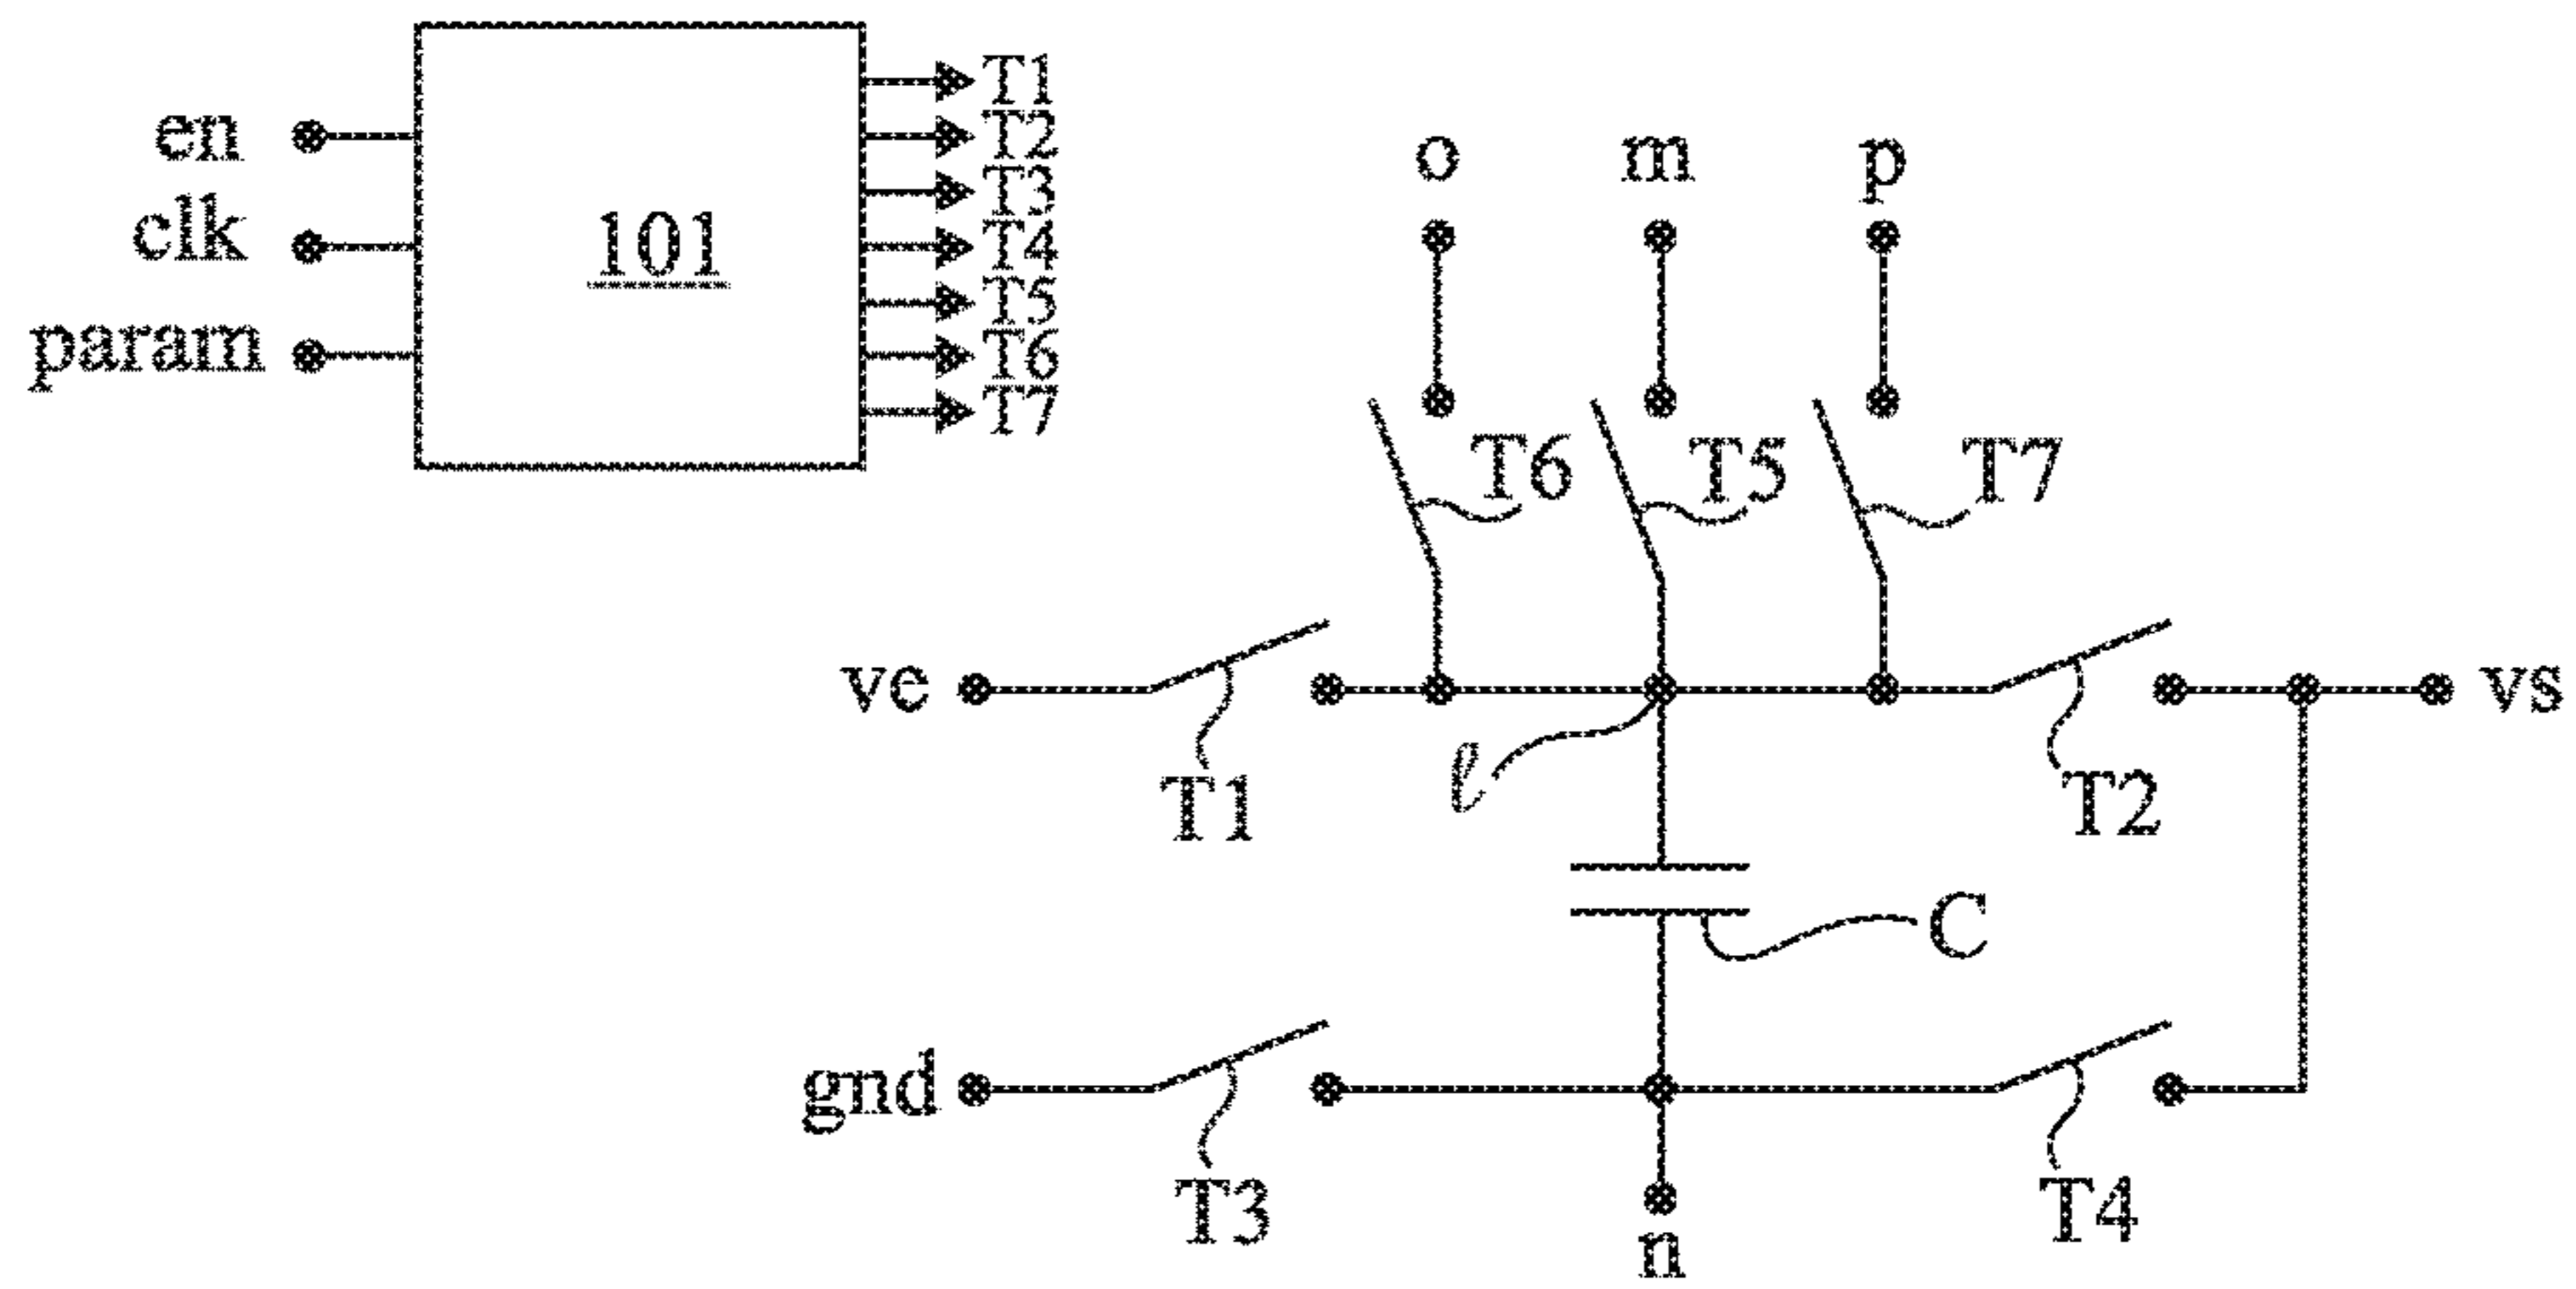 en
clk
param
101
T1
T2
T3
T4
T5
T6
T7
o m p
T6 T5 T7
ve vs
T1 ℓ T2
C
gnd
T3 T4
n